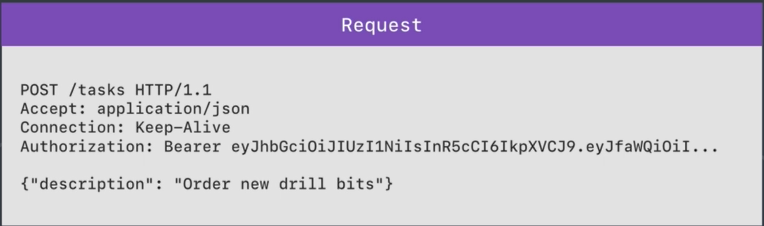 Request
POST /tasks HTTP/1.1
Accept: application/json
Connection: Keep-Alive
Authorization: Bearer eyJhbGciOiJIUzI1NiIsInR5cCI6IkpXVCJ9.eyJfaWQiOiI...
{"description": "Order new drill bits"}